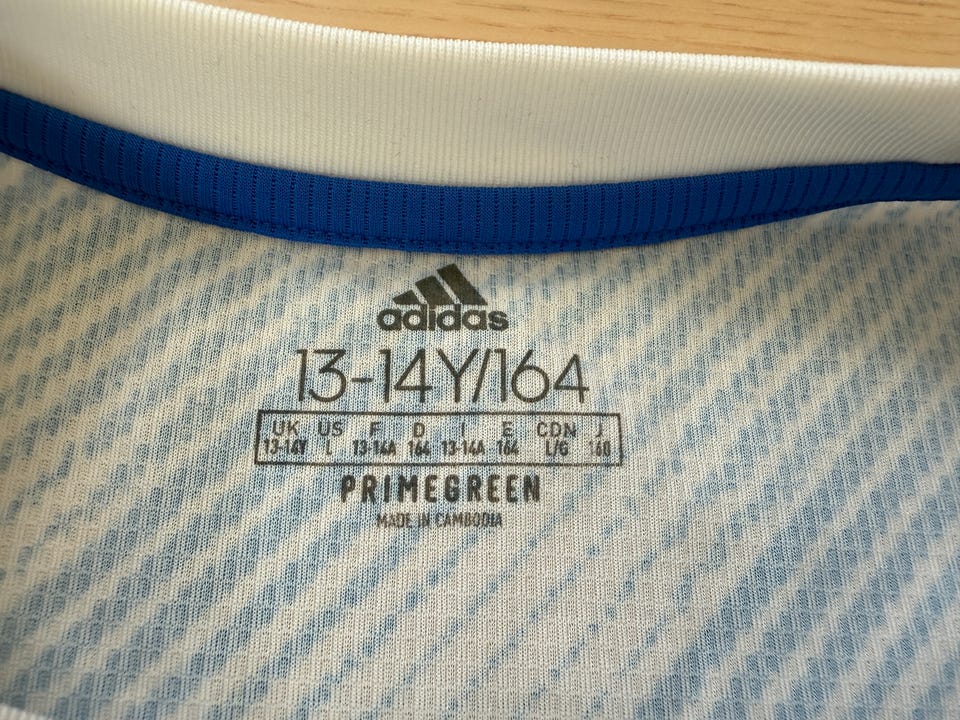 adidas
13-14Y/164
UK US F D I E CDN J
13-14Y L 13-14A 164 13-14A 164 L/G 160
PRIMEGREEN
MADE IN CAMBODIA